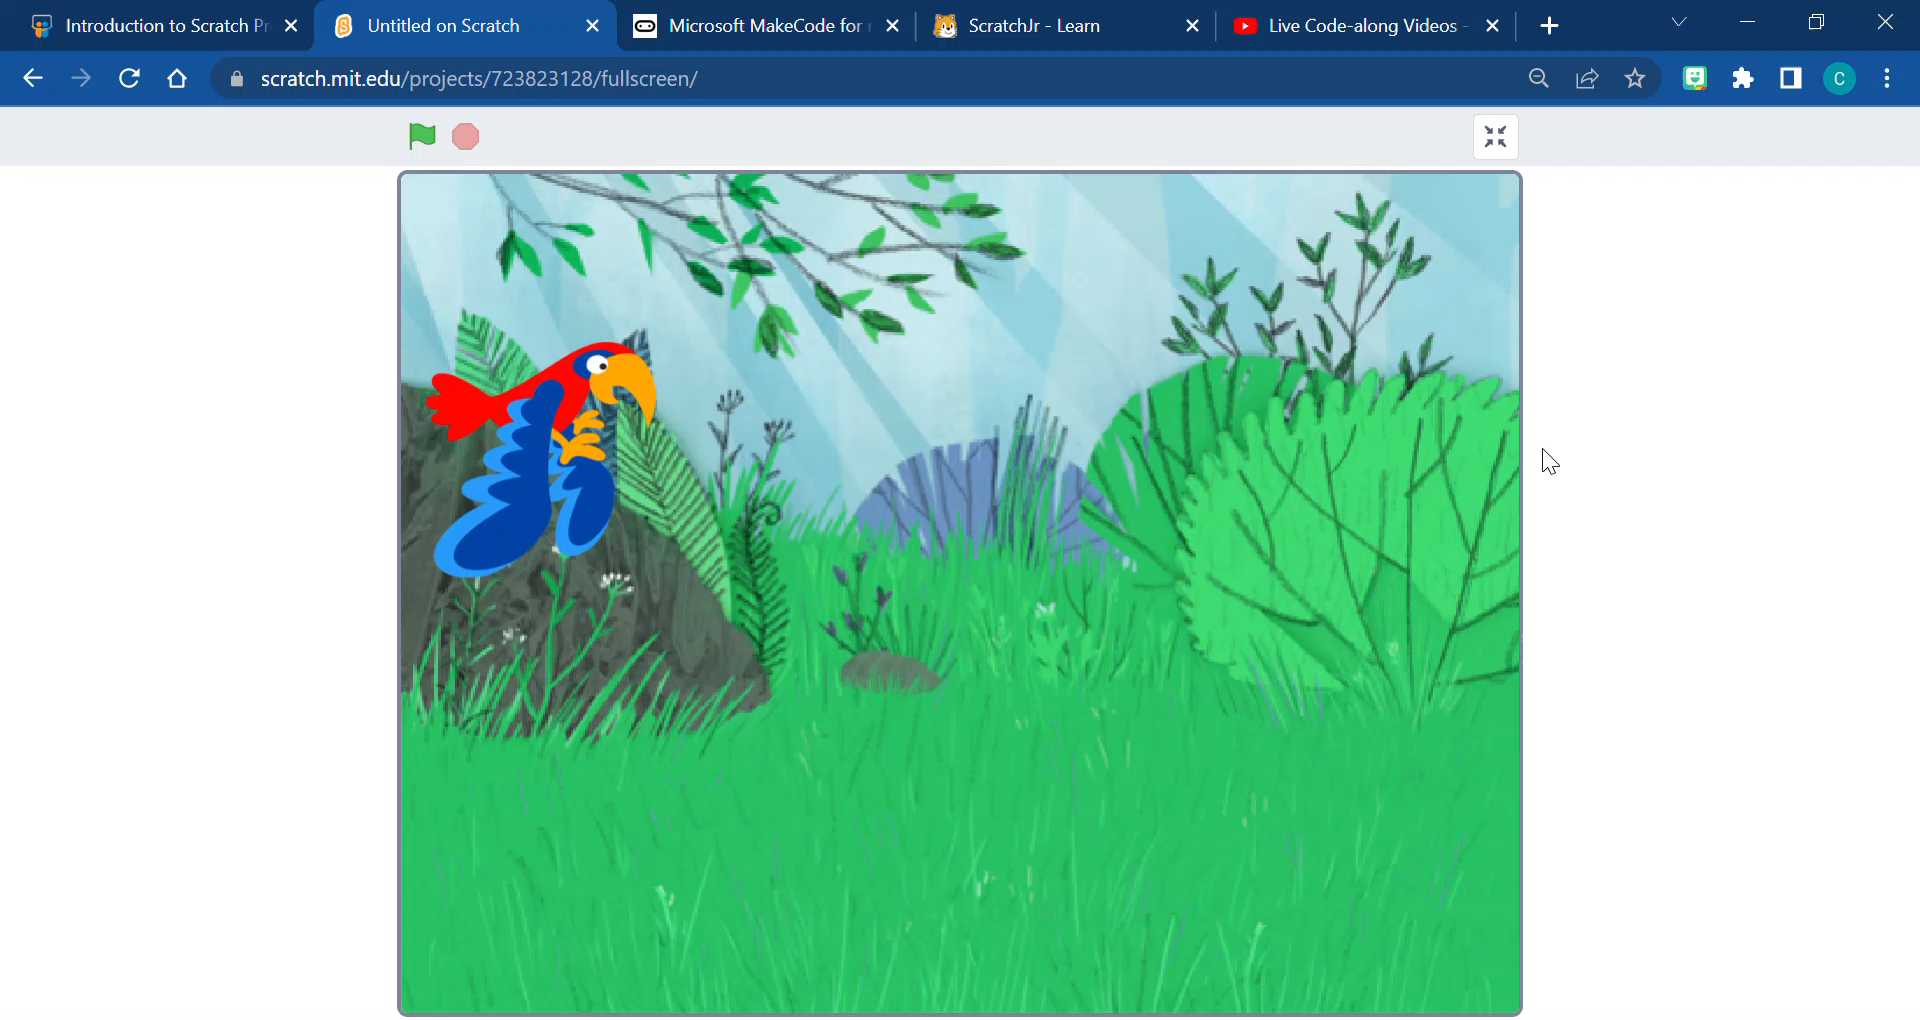 Introduction to Scratch Pr
Untitled on Scratch
Microsoft MakeCode for
ScratchJr - Learn
Live Code-along Videos -
scratch.mit.edu/projects/723823128/fullscreen/
C